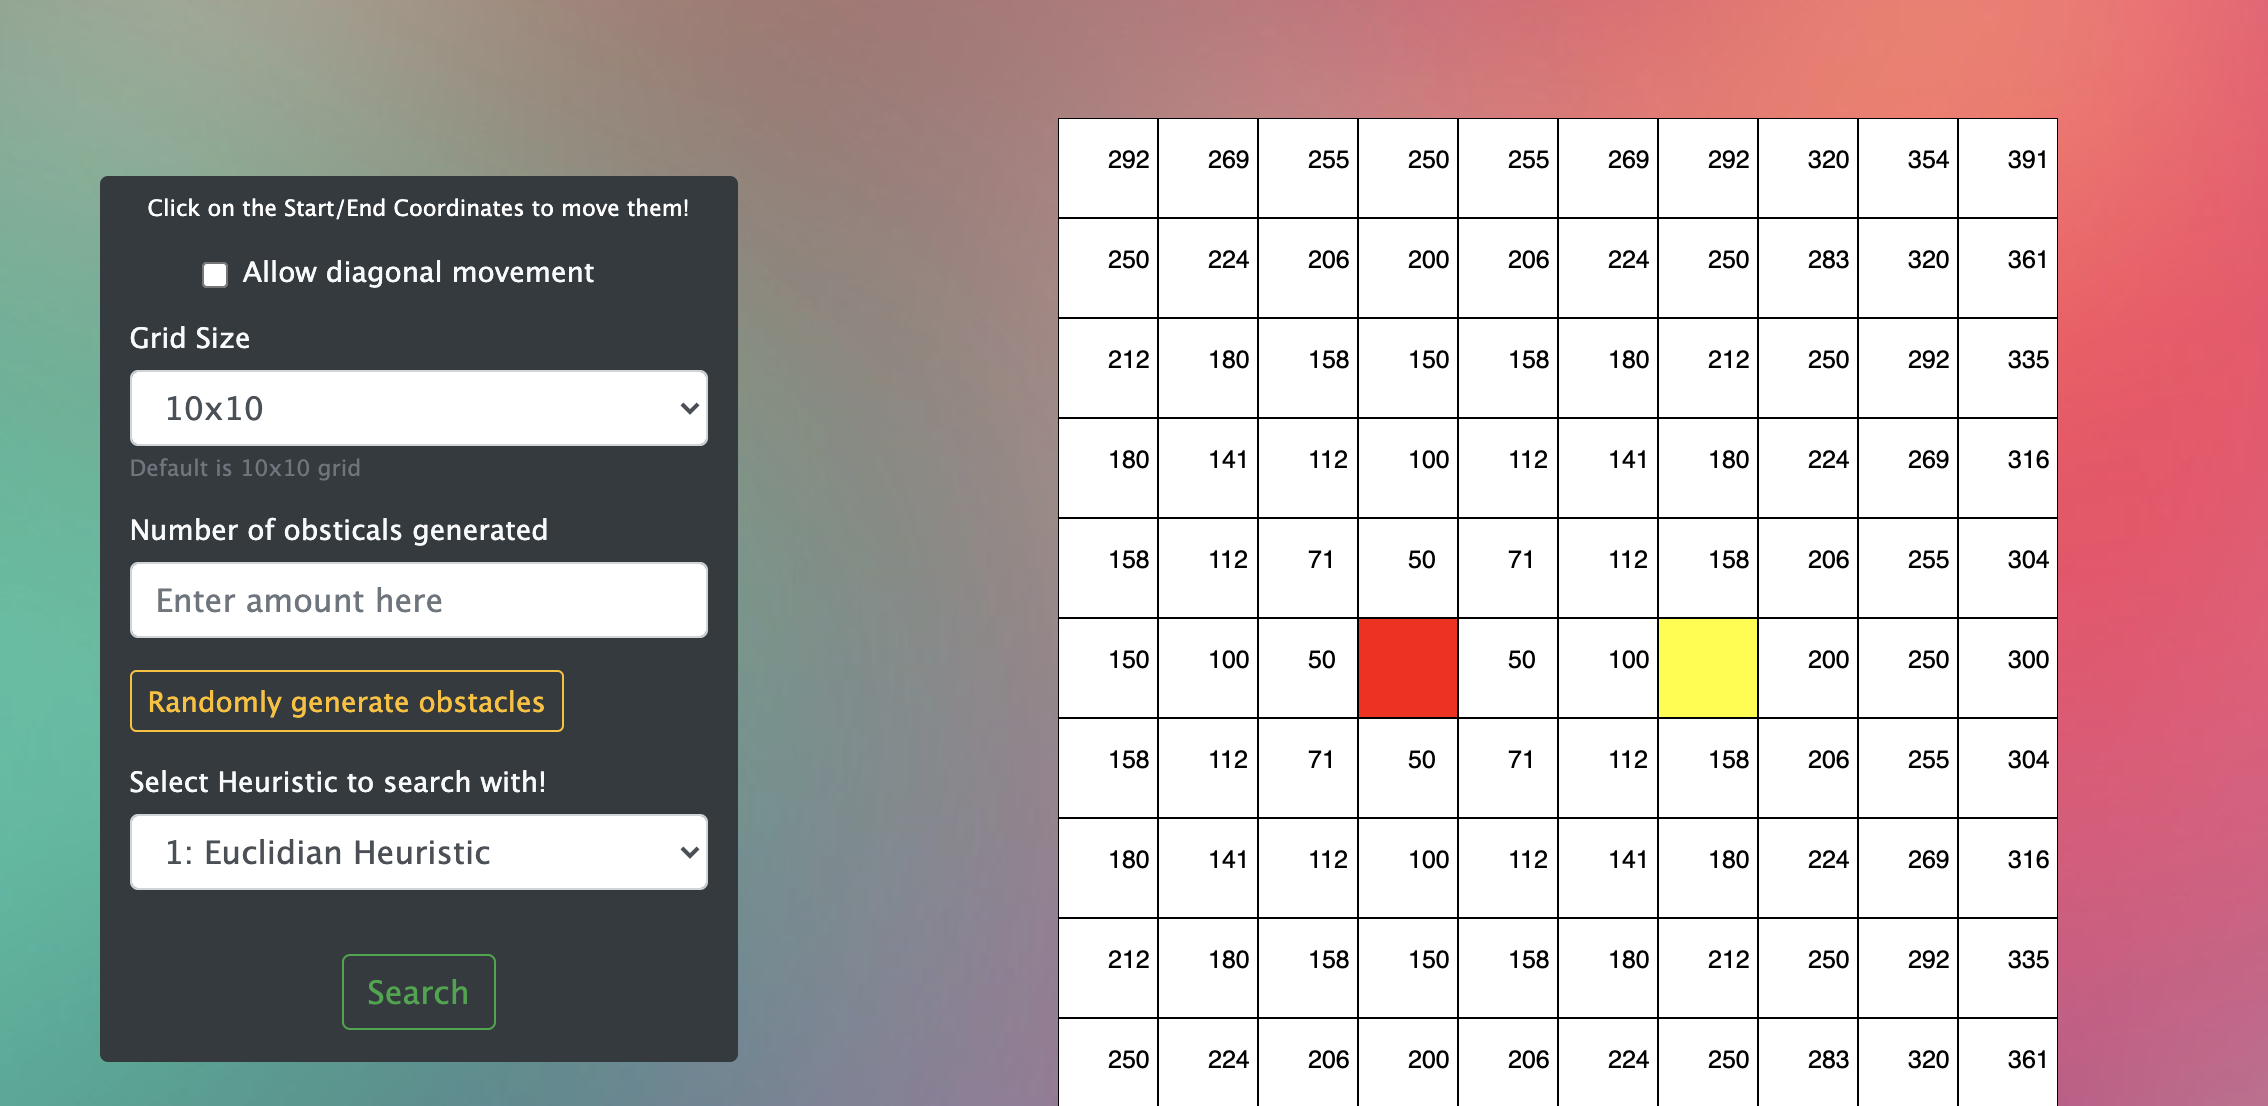 Click on the Start/End Coordinates to move them!
Allow diagonal movement
Grid Size
10x10
Default is 10x10 grid
Number of obsticals generated
Enter amount here
Randomly generate obstacles
Select Heuristic to search with!
1: Euclidian Heuristic
Search
292 269 255 250 255 269 292 320 354 391
250 224 206 200 206 224 250 283 320 361
212 180 158 150 158 180 212 250 292 335
180 141 112 100 112 141 180 224 269 316
158 112 71 50 71 112 158 206 255 304
150 100 50 50 100 200 250 300
158 112 71 50 71 112 158 206 255 304
180 141 112 100 112 141 180 224 269 316
212 180 158 150 158 180 212 250 292 335
250 224 206 200 206 224 250 283 320 361